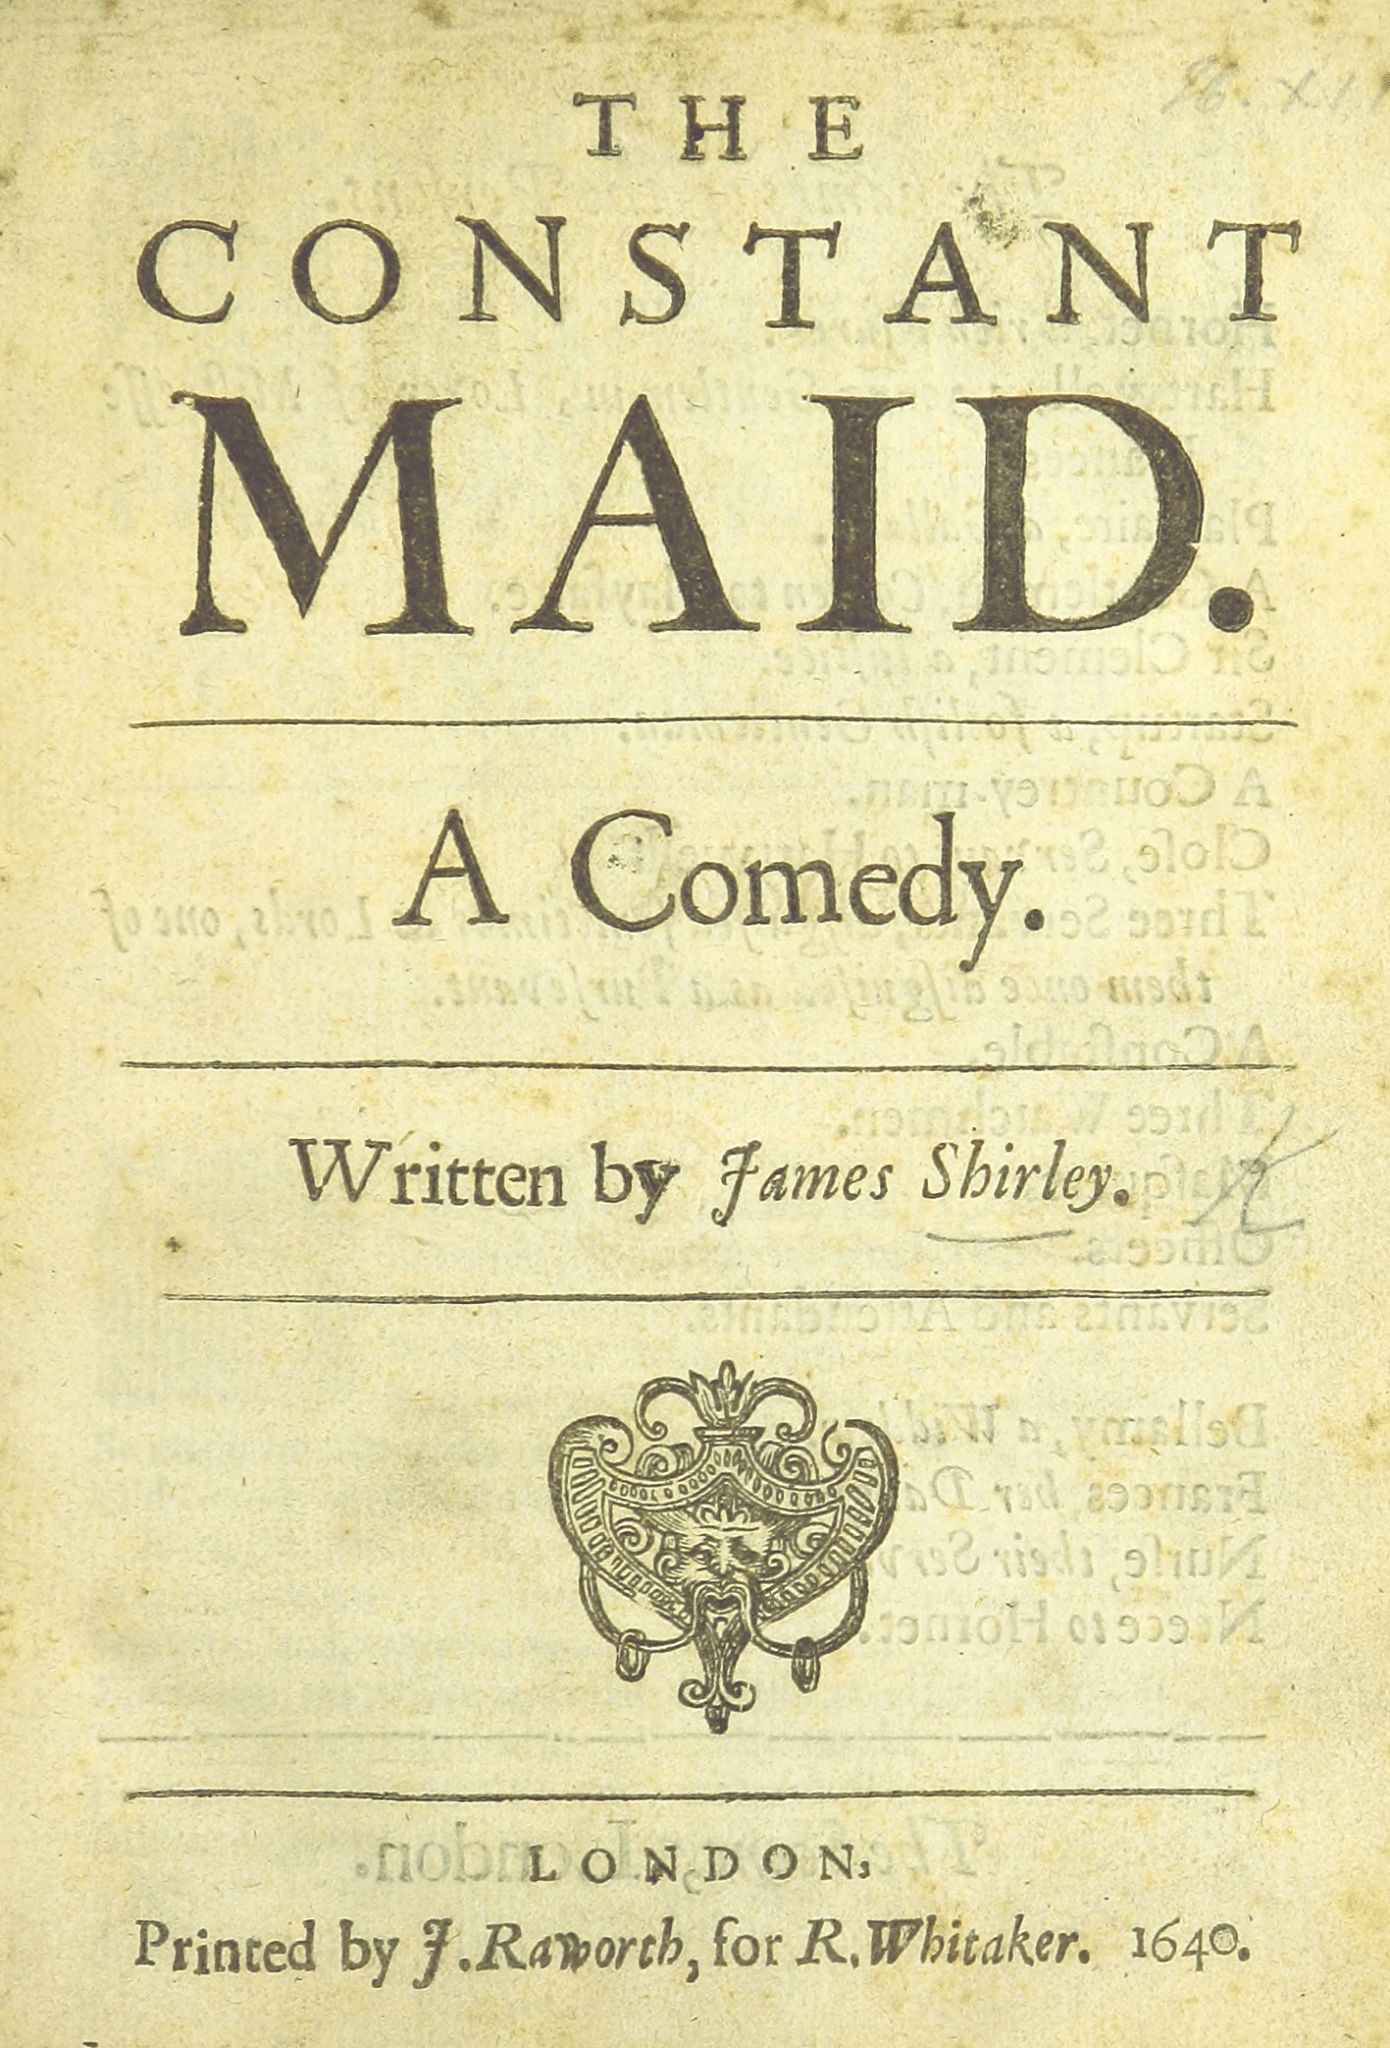 THE
CONSTANT
MAID.
A Comedy.
Written by James Shirley.
LONDON,
Printed by J. Raworth, for R. Whitaker. 1640.